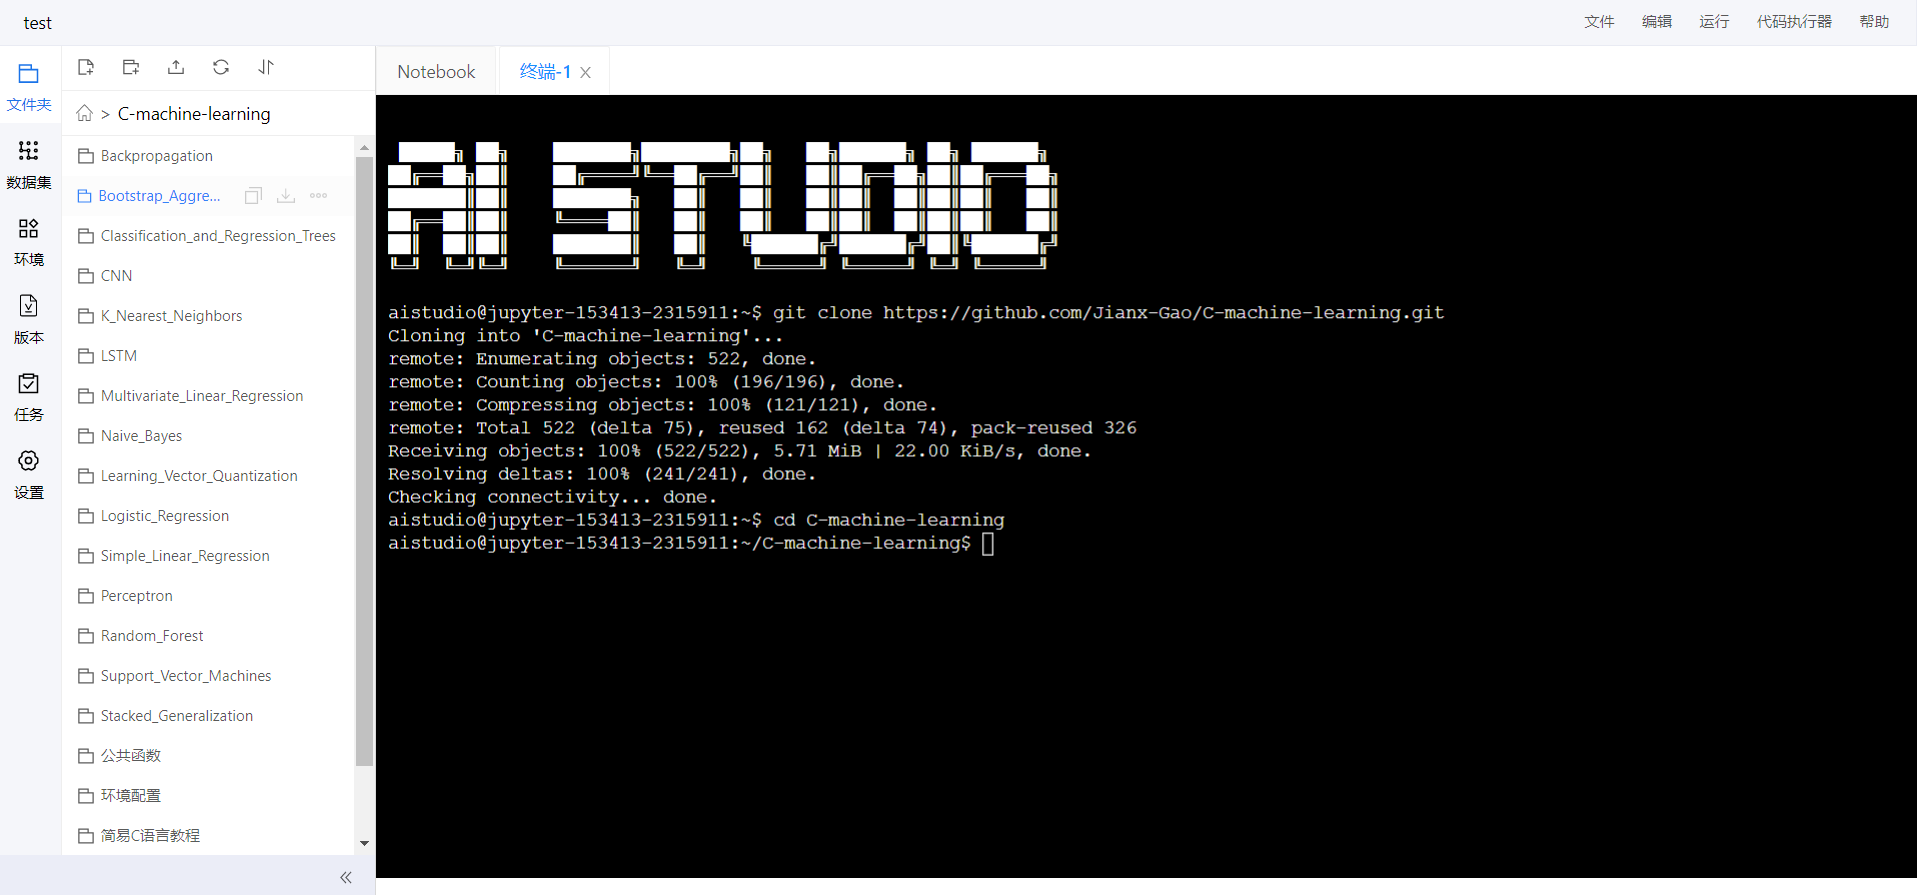 test
文件 编辑 运行 代码执行器 帮助
文件夹
数据集
环境
版本
任务
设置
> C-machine-learning
Backpropagation
Bootstrap_Aggre...
Classification_and_Regression_Trees
CNN
K_Nearest_Neighbors
LSTM
Multivariate_Linear_Regression
Naive_Bayes
Learning_Vector_Quantization
Logistic_Regression
Simple_Linear_Regression
Perceptron
Random_Forest
Support_Vector_Machines
Stacked_Generalization
公共函数
环境配置
简易C语言教程
Notebook 终端-1
AI STUDIO
aistudio@jupyter-153413-2315911:~$ git clone https://github.com/Jianx-Gao/C-machine-learning.git
Cloning into 'C-machine-learning'...
remote: Enumerating objects: 522, done.
remote: Counting objects: 100% (196/196), done.
remote: Compressing objects: 100% (121/121), done.
remote: Total 522 (delta 75), reused 162 (delta 74), pack-reused 326
Receiving objects: 100% (522/522), 5.71 MiB | 22.00 KiB/s, done.
Resolving deltas: 100% (241/241), done.
Checking connectivity... done.
aistudio@jupyter-153413-2315911:~$ cd C-machine-learning
aistudio@jupyter-153413-2315911:~/C-machine-learning$